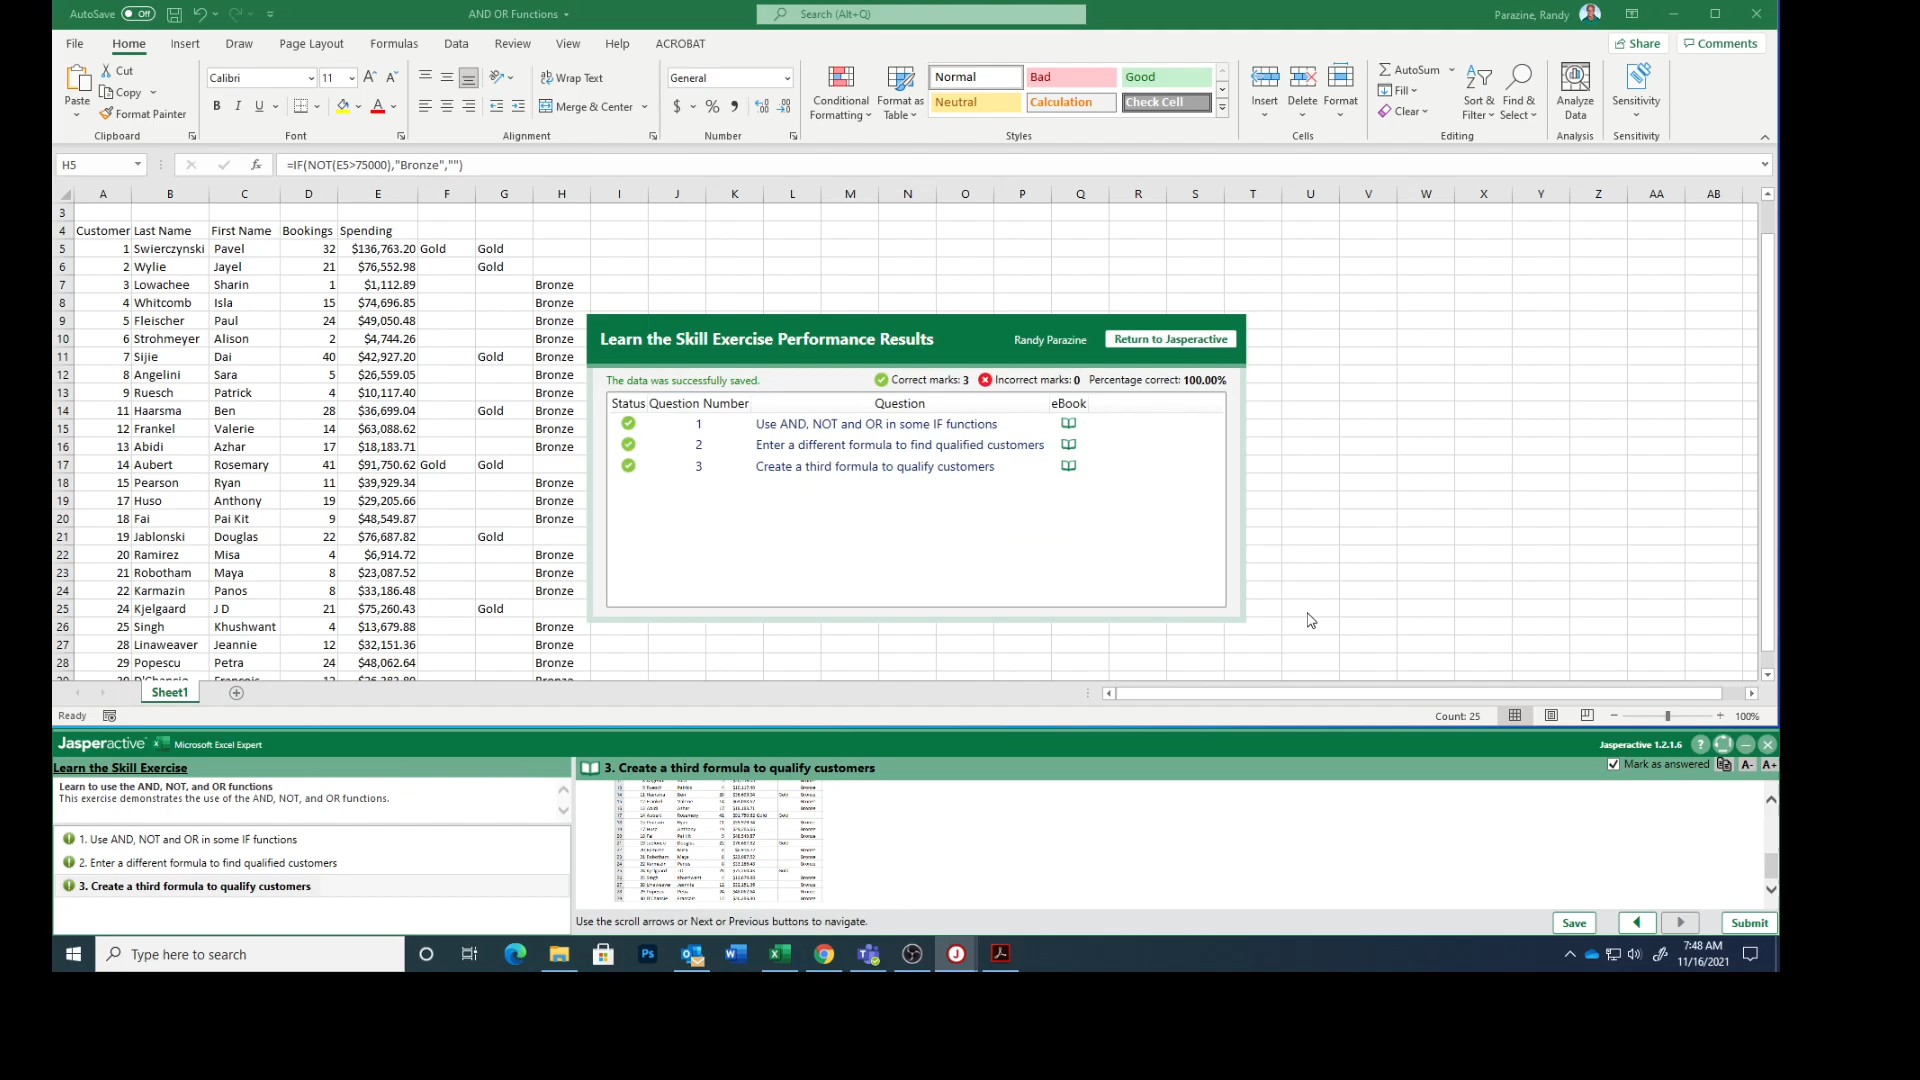 AutoSave Off AND OR Functions Search (Alt+Q) Parazine, Randy
File Home Insert Draw Page Layout Formulas Data Review View Help ACROBAT Share Comments
Paste Cut Copy Format Painter
Clipboard
Calibri 11
B I U A
Font
Wrap Text
Merge & Center
Alignment
General
$ % ,
Number
Conditional Formatting Format as Table
Normal Bad Good
Neutral Calculation Check Cell
Styles
Insert Delete Format
Cells
AutoSum
Fill
Clear
Sort & Filter Find & Select
Editing
Analyze Data
Analysis
Sensitivity
Sensitivity
H5 fx =IF(NOT(E5>75000),"Bronze","")
A B C D E F G H I J K L M N O P Q R S T U V W X Y Z AA AB
3
4 Customer Last Name First Name Bookings Spending
5 1 Swierczynski Pavel 32 $136,763.20 Gold Gold
6 2 Wylie Jayel 21 $76,552.98 Gold
7 3 Lowachee Sharin 1 $1,112.89 Bronze
8 4 Whitcomb Isla 15 $74,696.85 Bronze
9 5 Fleischer Paul 24 $49,050.48 Bronze
10 6 Strohmeyer Alison 2 $4,744.26 Bronze
11 7 Sijie Dai 40 $42,927.20 Gold Bronze
12 8 Angelini Sara 5 $26,559.05 Bronze
13 9 Ruesch Patrick 4 $10,117.40 Bronze
14 11 Haarsma Ben 28 $36,699.04 Gold Bronze
15 12 Frankel Valerie 14 $63,088.62 Bronze
16 13 Abidi Azhar 17 $18,183.71 Bronze
17 14 Aubert Rosemary 41 $91,750.62 Gold Gold
18 15 Pearson Ryan 11 $39,929.34 Bronze
19 17 Huso Anthony 19 $29,205.66 Bronze
20 18 Fai Pai Kit 9 $48,549.87 Bronze
21 19 Jablonski Douglas 22 $76,687.82 Gold
22 20 Ramirez Misa 4 $6,914.72 Bronze
23 21 Robotham Maya 8 $23,087.52 Bronze
24 22 Karmazin Panos 8 $33,186.48 Bronze
25 24 Kjelgaard J D 21 $75,260.43 Gold
26 25 Singh Khushwant 4 $13,679.88 Bronze
27 28 Linaweaver Jeannie 12 $32,151.36 Bronze
28 29 Popescu Petra 24 $48,062.64 Bronze
Learn the Skill Exercise Performance Results Randy Parazine Return to Jasperactive
The data was successfully saved. Correct marks: 3 Incorrect marks: 0 Percentage correct: 100.00%
Status Question Number Question eBook
1 Use AND, NOT and OR in some IF functions
2 Enter a different formula to find qualified customers
3 Create a third formula to qualify customers
Sheet1
Ready Count: 25 100%
Jasperactive Microsoft Excel Expert Jasperactive 1.2.1.6 ?
Learn the Skill Exercise
Learn to use the AND, NOT, and OR functions
This exercise demonstrates the use of the AND, NOT, and OR functions.
1. Use AND, NOT and OR in some IF functions
2. Enter a different formula to find qualified customers
3. Create a third formula to qualify customers
3. Create a third formula to qualify customers Mark as answered A- A+
Use the scroll arrows or Next or Previous buttons to navigate. Save Submit
Type here to search
Ps
7:48 AM
11/16/2021